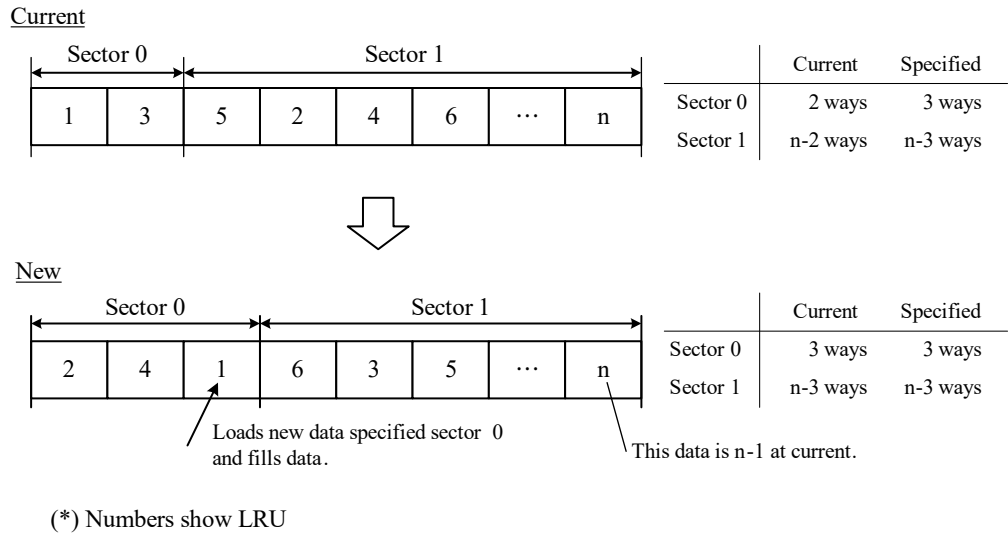 Current
Sector 0 Sector 1
1 3 5 2 4 6 ... n
Current Specified
Sector 0 2 ways 3 ways
Sector 1 n-2 ways n-3 ways
New
Sector 0 Sector 1
2 4 1 6 3 5 ... n
Current Specified
Sector 0 3 ways 3 ways
Sector 1 n-3 ways n-3 ways
Loads new data specified sector 0
and fills data.
This data is n-1 at current.
(*) Numbers show LRU